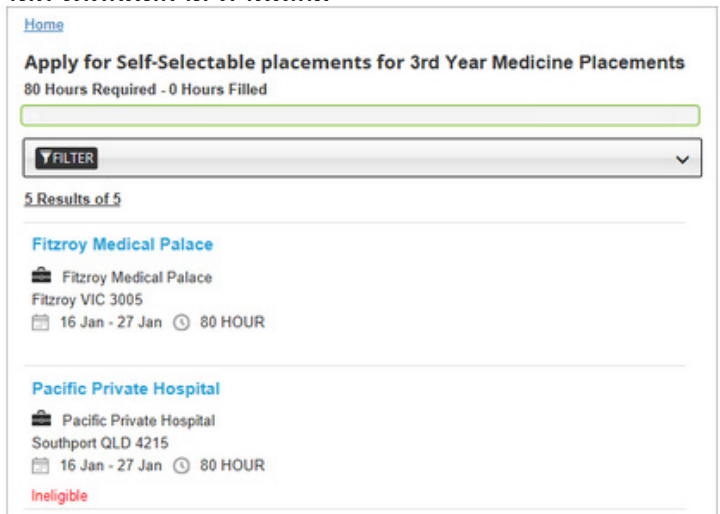 Home
Apply for Self-Selectable placements for 3rd Year Medicine Placements
80 Hours Required - 0 Hours Filled
FILTER
5 Results of 5
Fitzroy Medical Palace
Fitzroy Medical Palace
Fitzroy VIC 3005
16 Jan - 27 Jan 80 HOUR
Pacific Private Hospital
Pacific Private Hospital
Southport QLD 4215
16 Jan - 27 Jan 80 HOUR
Ineligible